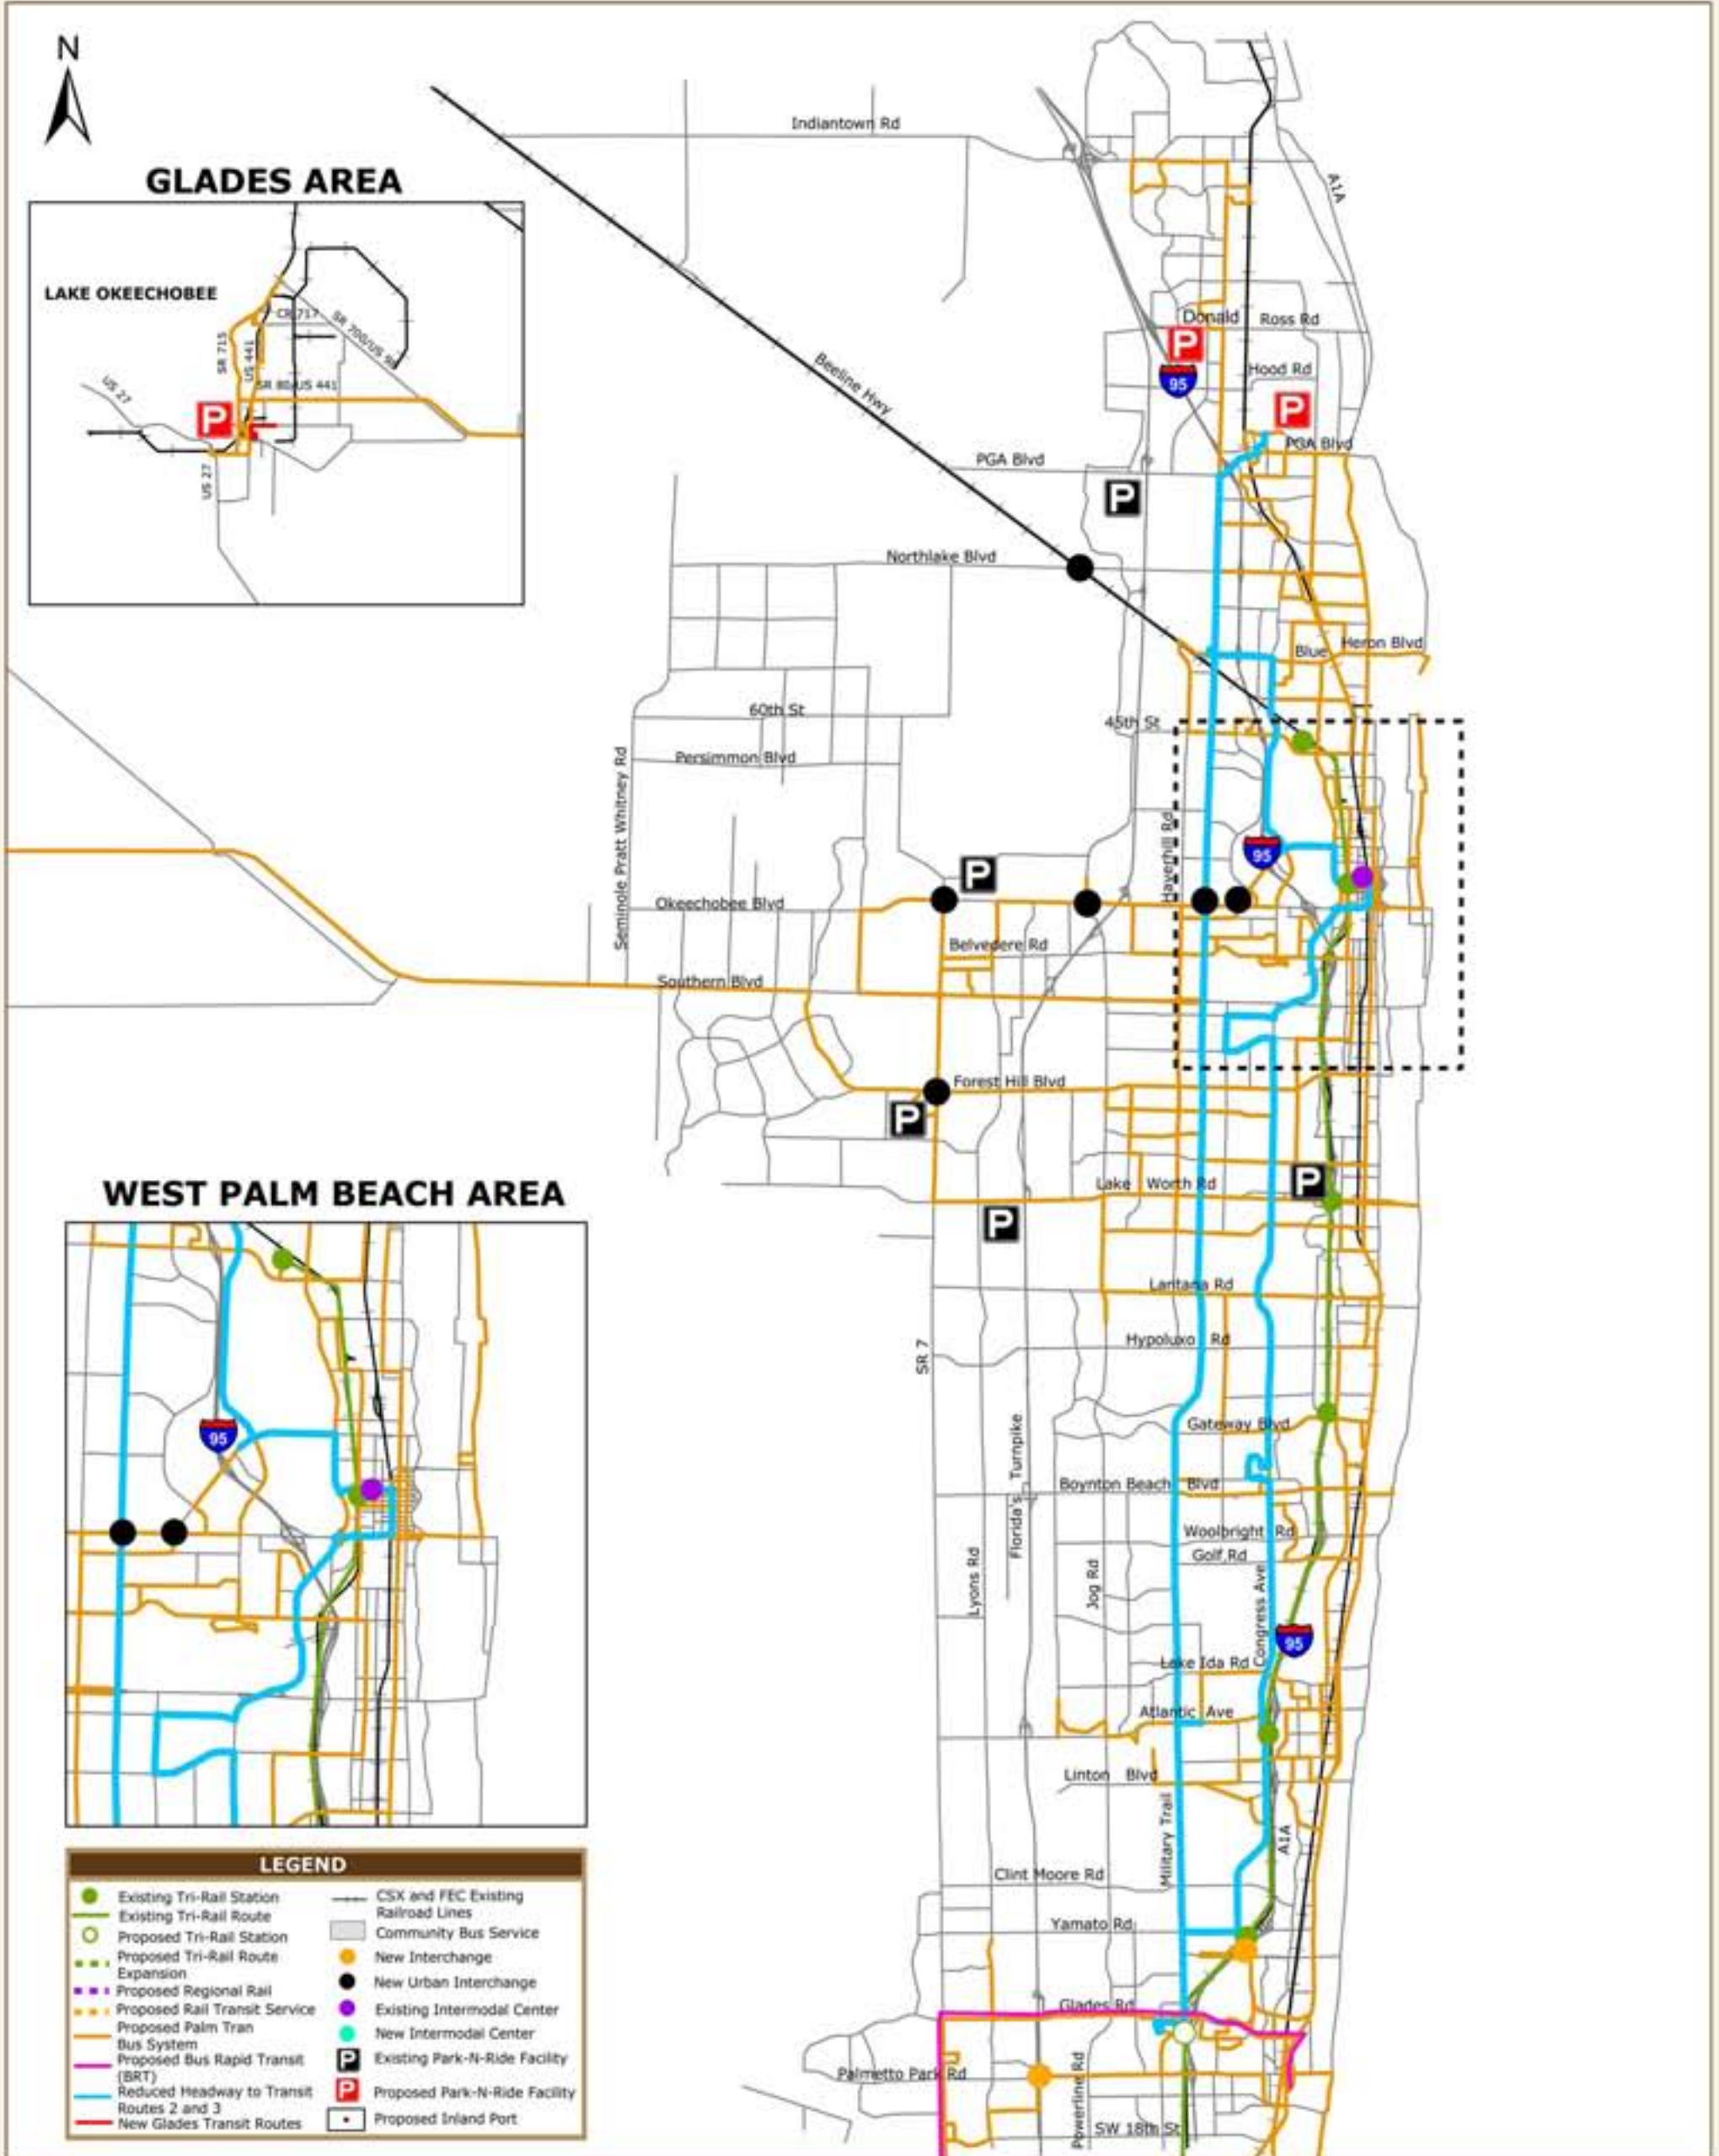 N
GLADES AREA
LAKE OKEECHOBEE
CR 717
SR 700/US 98
SR 715
US 441
SR 80/US 441
US 27
P
US 27
Indiantown Rd
A1A
Donald Ross Rd
P
95
Hood Rd
P
Beeline Hwy
PGA Blvd
PGA Blvd
P
Northlake Blvd
Blue Heron Blvd
60th St
45th St
Persimmon Blvd
Seminole Pratt Whitney Rd
Haverhill Rd
95
P
Okeechobee Blvd
Belvedere Rd
Southern Blvd
Forest Hill Blvd
P
P
Lake Worth Rd
P
Lantana Rd
Hypoluxo Rd
SR 7
Gateway Blvd
Florida's Turnpike
Boynton Beach Blvd
Woolbright Rd
Golf Rd
Lyons Rd
Jog Rd
Congress Ave
95
Lake Ida Rd
Atlantic Ave
Linton Blvd
Military Trail
A1A
Clint Moore Rd
Yamato Rd
Glades Rd
Palmetto Park Rd
Powerline Rd
SW 18th St
WEST PALM BEACH AREA
95
LEGEND
Existing Tri-Rail Station
Existing Tri-Rail Route
Proposed Tri-Rail Station
Proposed Tri-Rail Route
Expansion
Proposed Regional Rail
Proposed Rail Transit Service
Proposed Palm Tran
Bus System
Proposed Bus Rapid Transit
(BRT)
Reduced Headway to Transit
Routes 2 and 3
New Glades Transit Routes
CSX and FEC Existing
Railroad Lines
Community Bus Service
New Interchange
New Urban Interchange
Existing Intermodal Center
New Intermodal Center
P Existing Park-N-Ride Facility
P Proposed Park-N-Ride Facility
Proposed Inland Port